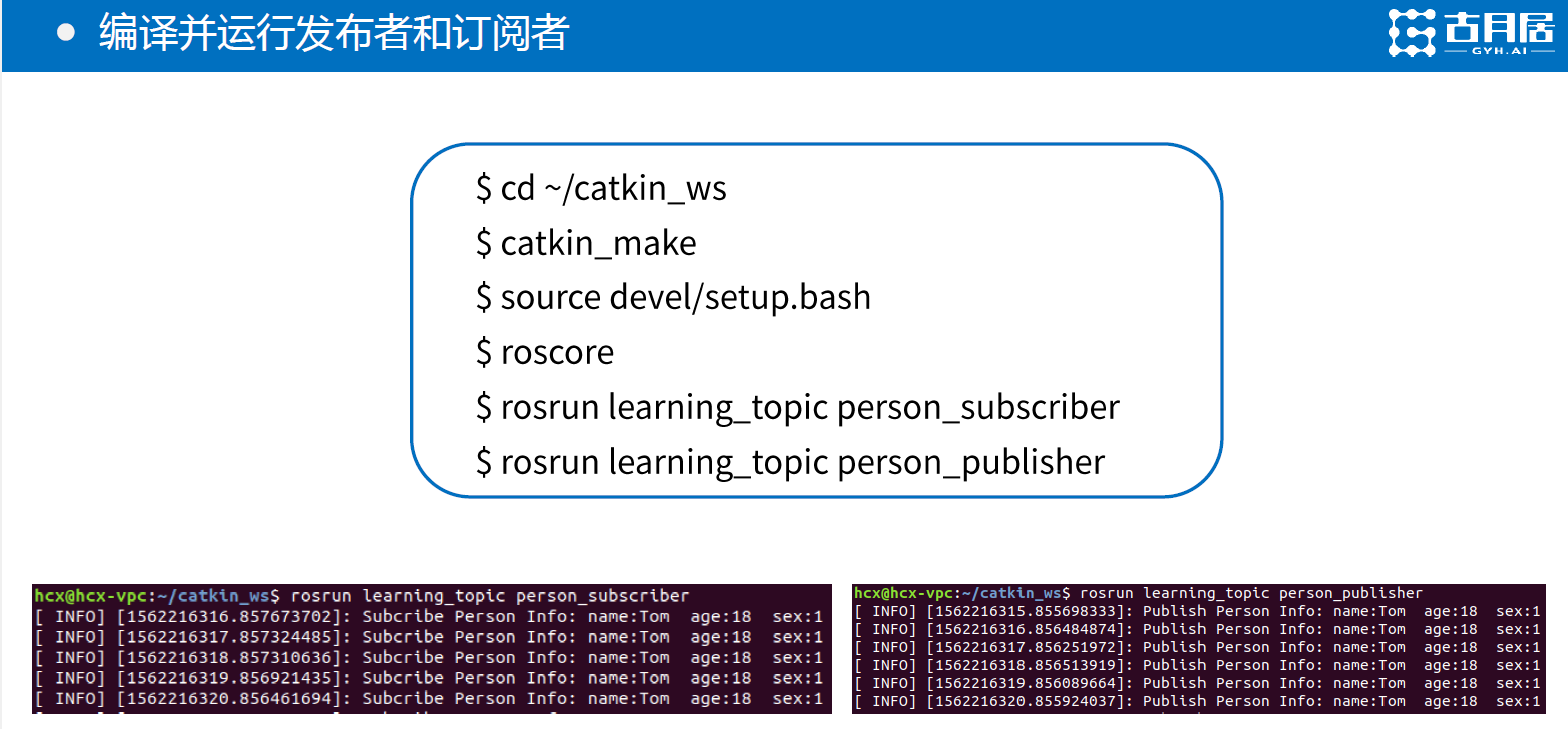 编译并运行发布者和订阅者
古月居
GYH.AI
$ cd ~/catkin_ws
$ catkin_make
$ source devel/setup.bash
$ roscore
$ rosrun learning_topic person_subscriber
$ rosrun learning_topic person_publisher
hcx@hcx-vpc:~/catkin_ws$ rosrun learning_topic person_subscriber
[ INFO] [1562216316.857673702]: Subcribe Person Info: name:Tom  age:18  sex:1
[ INFO] [1562216317.857324485]: Subcribe Person Info: name:Tom  age:18  sex:1
[ INFO] [1562216318.857310636]: Subcribe Person Info: name:Tom  age:18  sex:1
[ INFO] [1562216319.856921435]: Subcribe Person Info: name:Tom  age:18  sex:1
[ INFO] [1562216320.856461694]: Subcribe Person Info: name:Tom  age:18  sex:1
hcx@hcx-vpc:~/catkin_ws$ rosrun learning_topic person_publisher
[ INFO] [1562216315.855698333]: Publish Person Info: name:Tom  age:18  sex:1
[ INFO] [1562216316.856484874]: Publish Person Info: name:Tom  age:18  sex:1
[ INFO] [1562216317.856251972]: Publish Person Info: name:Tom  age:18  sex:1
[ INFO] [1562216318.856513919]: Publish Person Info: name:Tom  age:18  sex:1
[ INFO] [1562216319.856089664]: Publish Person Info: name:Tom  age:18  sex:1
[ INFO] [1562216320.855924037]: Publish Person Info: name:Tom  age:18  sex:1